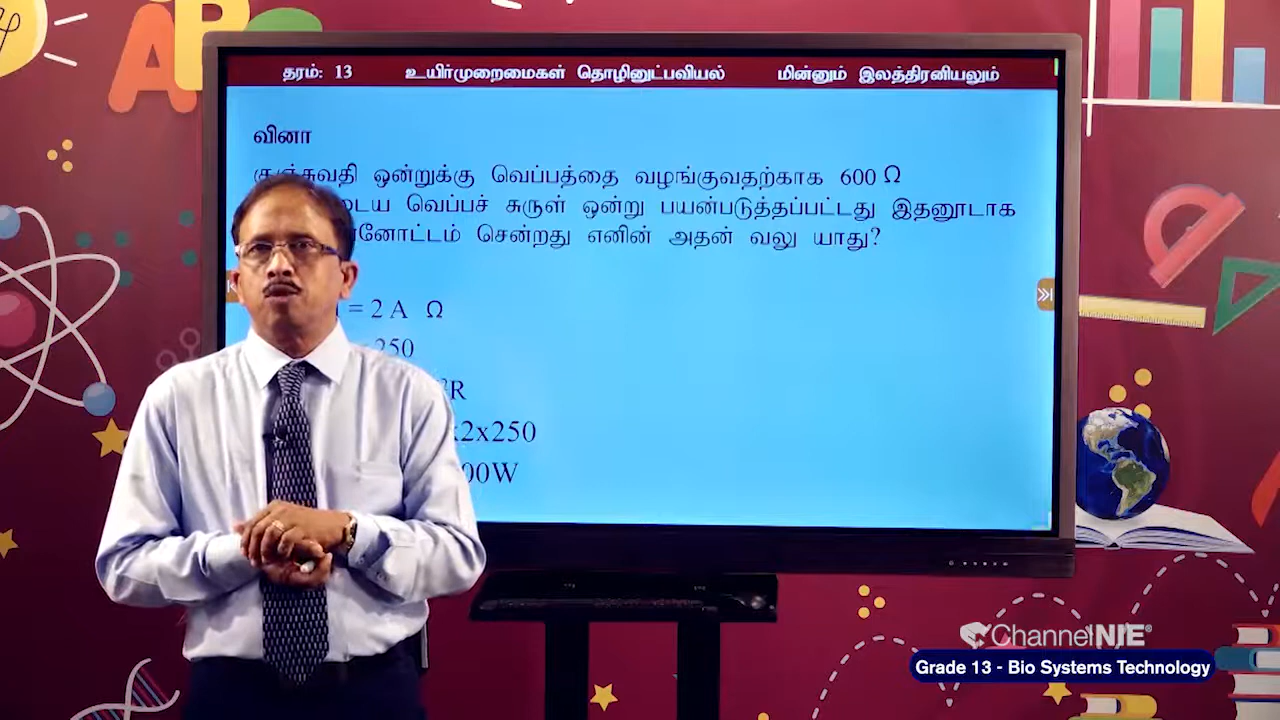 தரம்: 13 உயிர்முறைமைகள் தொழினுட்பவியல் மின்னும் இலத்திரனியலும்
வினா
ஒன்றுக்கு வெப்பத்தை வழங்குவதற்காக 600 Ω
வெப்பச் சுருள் ஒன்று பயன்படுத்தப்பட்டது இதனூடாக
சென்றது எனின் அதன் வலு யாது?
= 2 A Ω
250
R
x2x250
00W
ChannelNIE®
Grade 13 - Bio Systems Technology